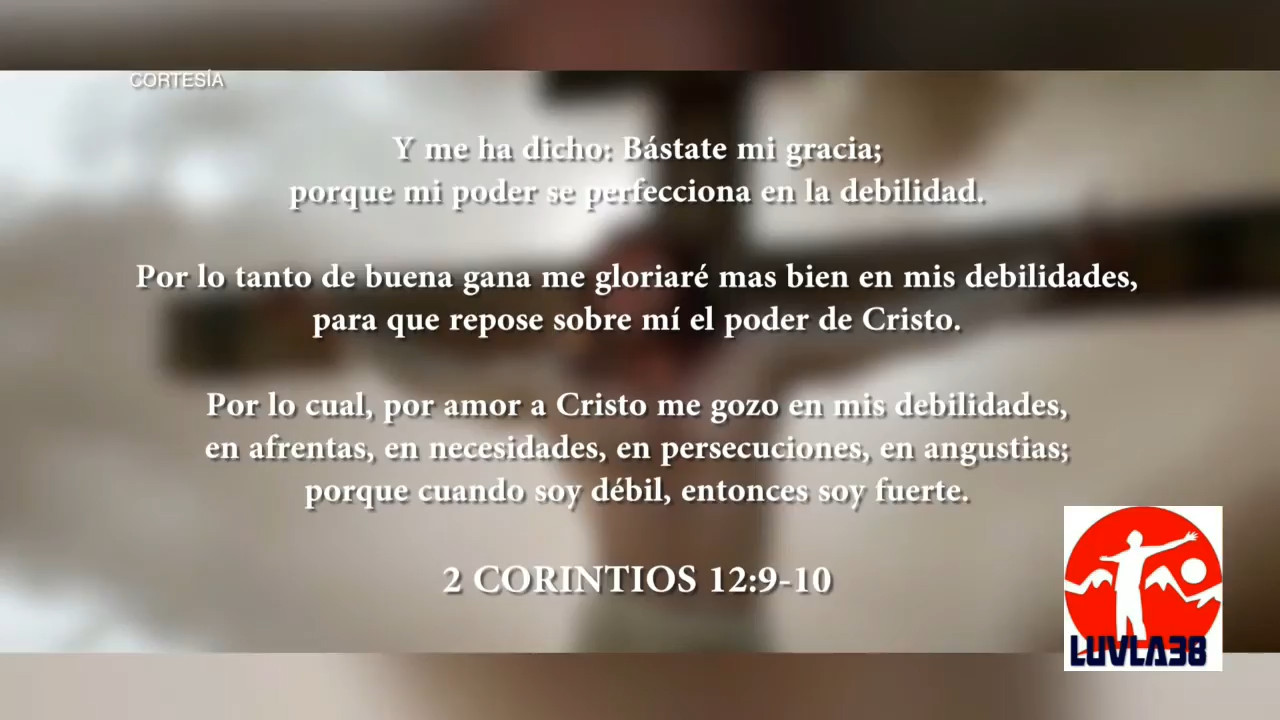 CORTESÍA
Y me ha dicho: Bástate mi gracia;
porque mi poder se perfecciona en la debilidad.
Por lo tanto de buena gana me gloriaré mas bien en mis debilidades,
para que repose sobre mí el poder de Cristo.
Por lo cual, por amor a Cristo me gozo en mis debilidades,
en afrentas, en necesidades, en persecuciones, en angustias;
porque cuando soy débil, entonces soy fuerte.
2 CORINTIOS 12:9-10
LUVLA38